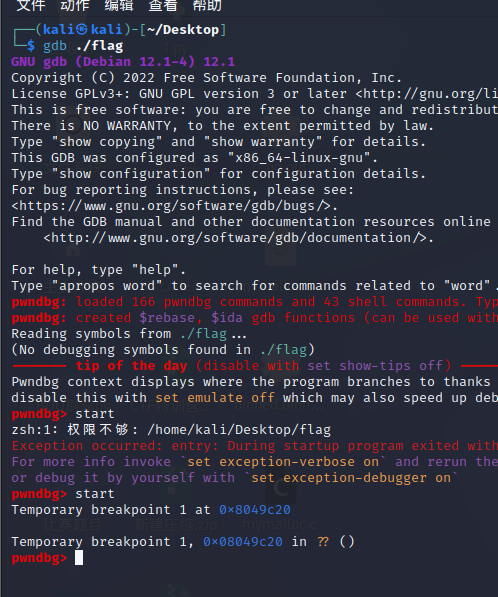 文件 动作 编辑 查看 帮助
┌──(kali㉿kali)-[~/Desktop]
└─$ gdb ./flag
GNU gdb (Debian 12.1-4) 12.1
Copyright (C) 2022 Free Software Foundation, Inc.
License GPLv3+: GNU GPL version 3 or later <http://gnu.org/li
This is free software: you are free to change and redistribut
There is NO WARRANTY, to the extent permitted by law.
Type "show copying" and "show warranty" for details.
This GDB was configured as "x86_64-linux-gnu".
Type "show configuration" for configuration details.
For bug reporting instructions, please see:
<https://www.gnu.org/software/gdb/bugs/>.
Find the GDB manual and other documentation resources online
<http://www.gnu.org/software/gdb/documentation/>.
For help, type "help".
Type "apropos word" to search for commands related to "word".
pwndbg: loaded 166 pwndbg commands and 43 shell commands. Typ
pwndbg: created $rebase, $ida gdb functions (can be used with
Reading symbols from ./flag...
(No debugging symbols found in ./flag)
------- tip of the day (disable with set show-tips off) -----
Pwndbg context displays where the program branches to thanks
disable this with set emulate off which may also speed up deb
pwndbg> start
zsh:1: 权限不够: /home/kali/Desktop/flag
Exception occurred: entry: During startup program exited with
For more info invoke `set exception-verbose on` and rerun the
or debug it by yourself with `set exception-debugger on`
pwndbg> start
Temporary breakpoint 1 at 0x8049c20
Temporary breakpoint 1, 0x08049c20 in ?? ()
pwndbg>